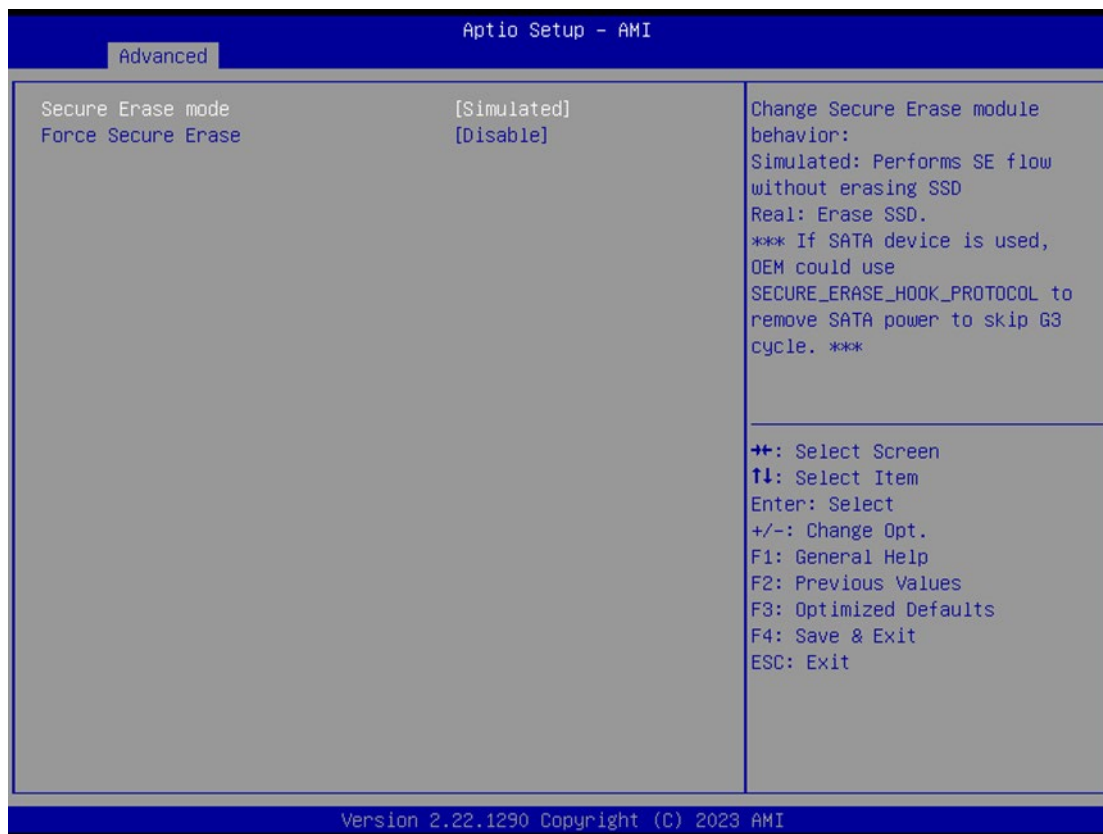 Aptio Setup - AMI
Advanced
Secure Erase mode [Simulated]
Force Secure Erase [Disable]
Change Secure Erase module
behavior:
Simulated: Performs SE flow
without erasing SSD
Real: Erase SSD.
*** If SATA device is used,
OEM could use
SECURE_ERASE_HOOK_PROTOCOL to
remove SATA power to skip G3
cycle. ***
→←: Select Screen
↑↓: Select Item
Enter: Select
+/-: Change Opt.
F1: General Help
F2: Previous Values
F3: Optimized Defaults
F4: Save & Exit
ESC: Exit
Version 2.22.1290 Copyright (C) 2023 AMI